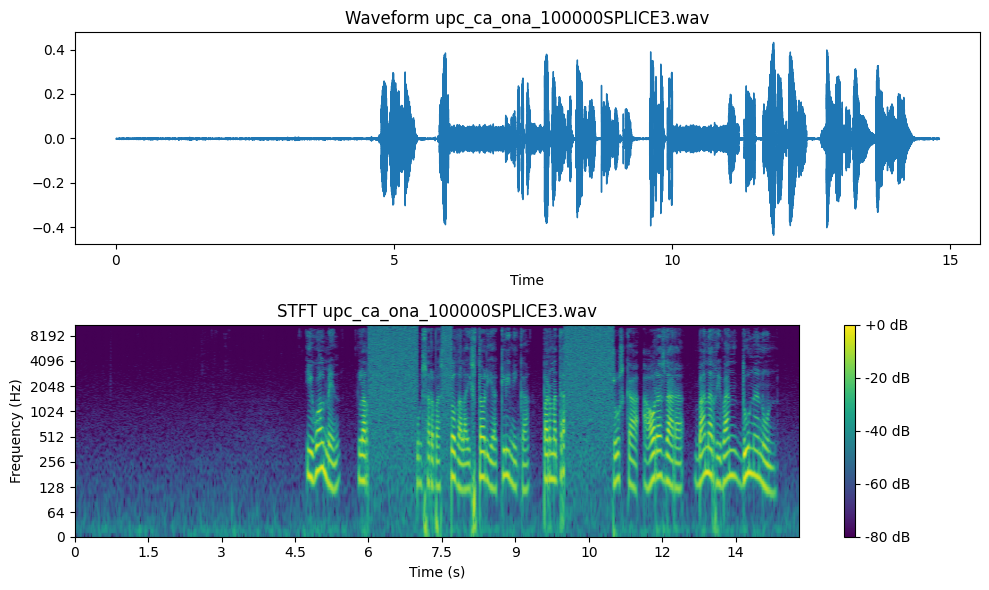 Waveform upc_ca_ona_100000SPLICE3.wav
0.4
0.2
0.0
−0.2
−0.4
0 5 10 15
Time
STFT upc_ca_ona_100000SPLICE3.wav
Frequency (Hz)
8192
4096
2048
1024
512
256
128
64
0
0 1.5 3 4.5 6 7.5 9 10 12 14
Time (s)
+0 dB
-20 dB
-40 dB
-60 dB
-80 dB